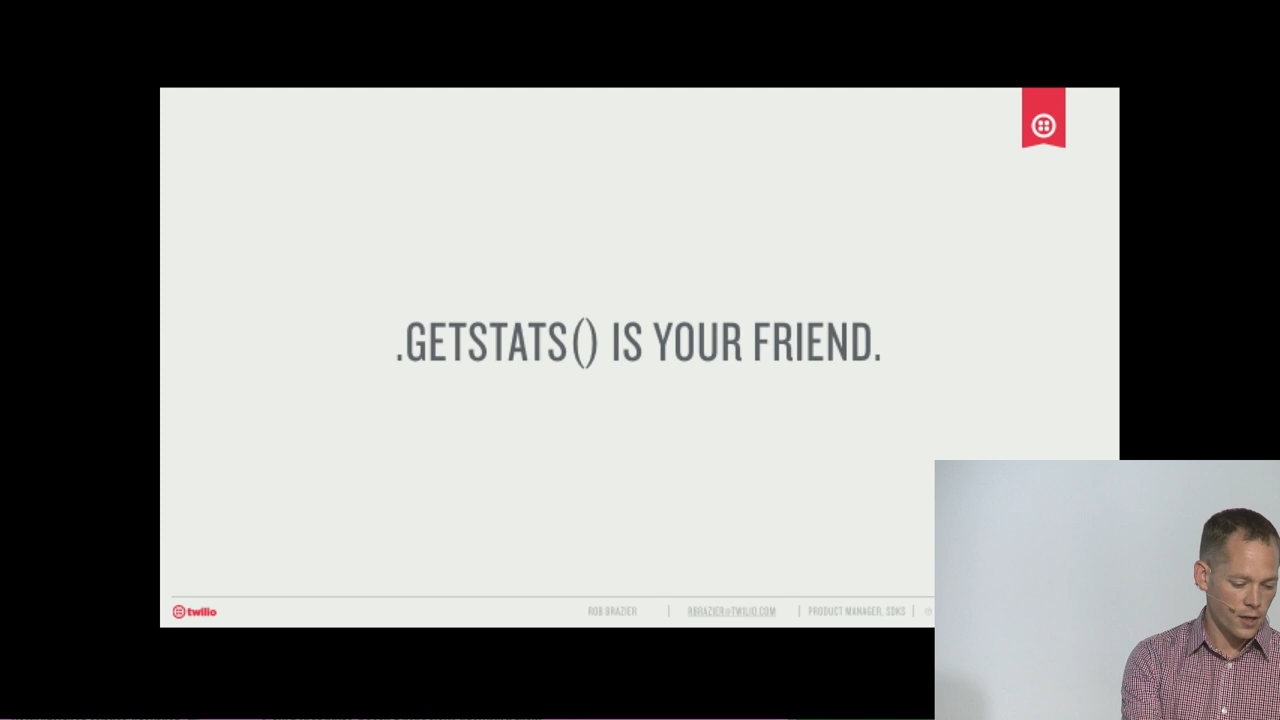 .GETSTATS() IS YOUR FRIEND.
twilio
ROB BRAZIER | RBRAZIER@TWILIO.COM | PRODUCT MANAGER, SDKS |